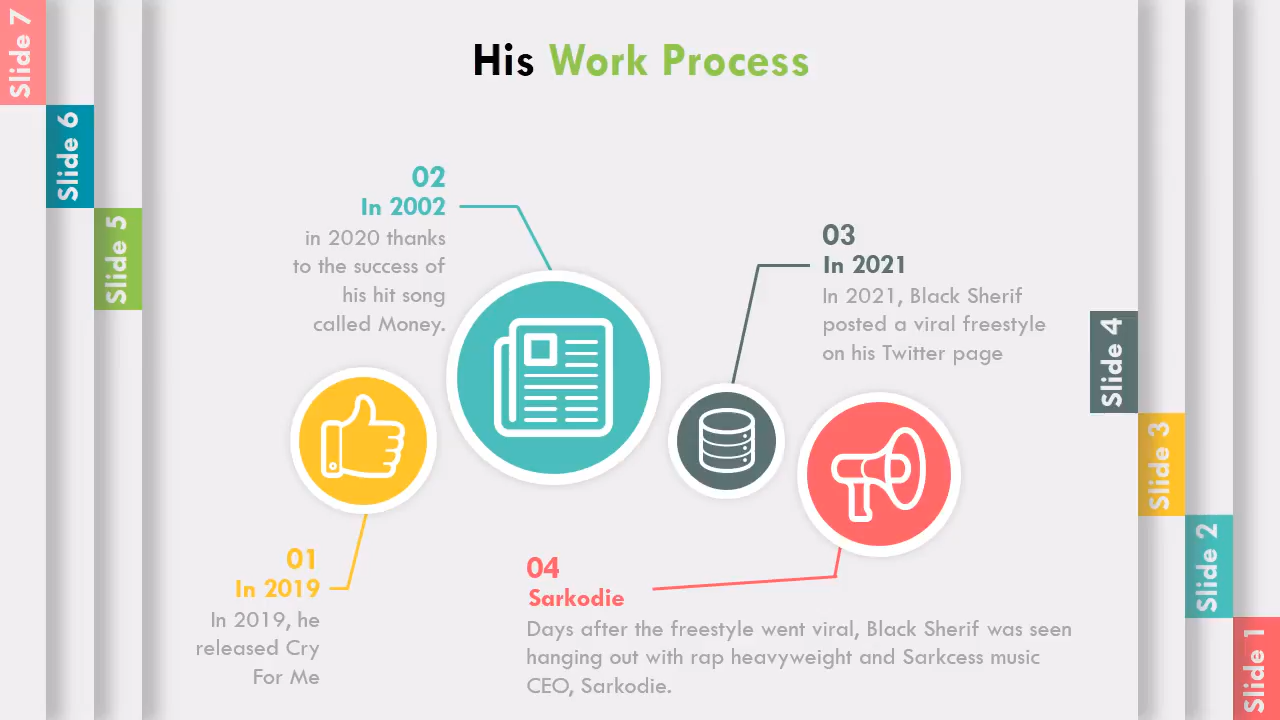 Slide 7
Slide 6
Slide 5
His Work Process
02
In 2002
in 2020 thanks
to the success of
his hit song
called Money.
03
In 2021
In 2021, Black Sherif
posted a viral freestyle
on his Twitter page
01
In 2019
In 2019, he
released Cry
For Me
04
Sarkodie
Days after the freestyle went viral, Black Sherif was seen
hanging out with rap heavyweight and Sarkcess music
CEO, Sarkodie.
Slide 4
Slide 3
Slide 2
Slide 1